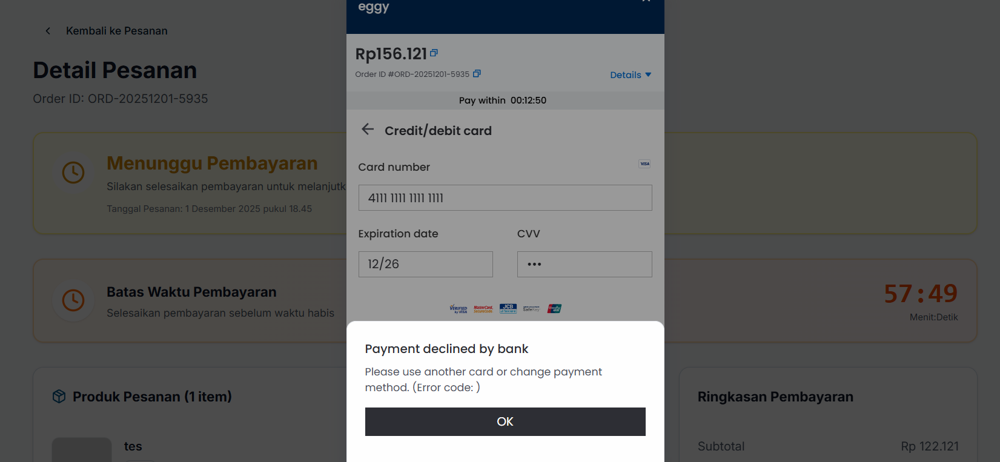 Kembali ke Pesanan
Detail Pesanan
Order ID: ORD-20251201-5935
Menunggu Pembayaran
Silakan selesaikan pembayaran untuk melanjutk
Tanggal Pesanan: 1 Desember 2025 pukul 18.45
Batas Waktu Pembayaran
Selesaikan pembayaran sebelum waktu habis
57:49
Menit:Detik
Produk Pesanan (1 item)
tes
Ringkasan Pembayaran
Subtotal
Rp 122.121
eggy
Rp156.121
Order ID #ORD-20251201-5935
Details
Pay within 00:12:50
Credit/debit card
Card number
VISA
4111 1111 1111 1111
Expiration date
CVV
12/26
•••
VERIFIED by VISA
MasterCard. SecureCode.
JCB J/Secure
SafeKey
Payment declined by bank
Please use another card or change payment
method. (Error code: )
OK